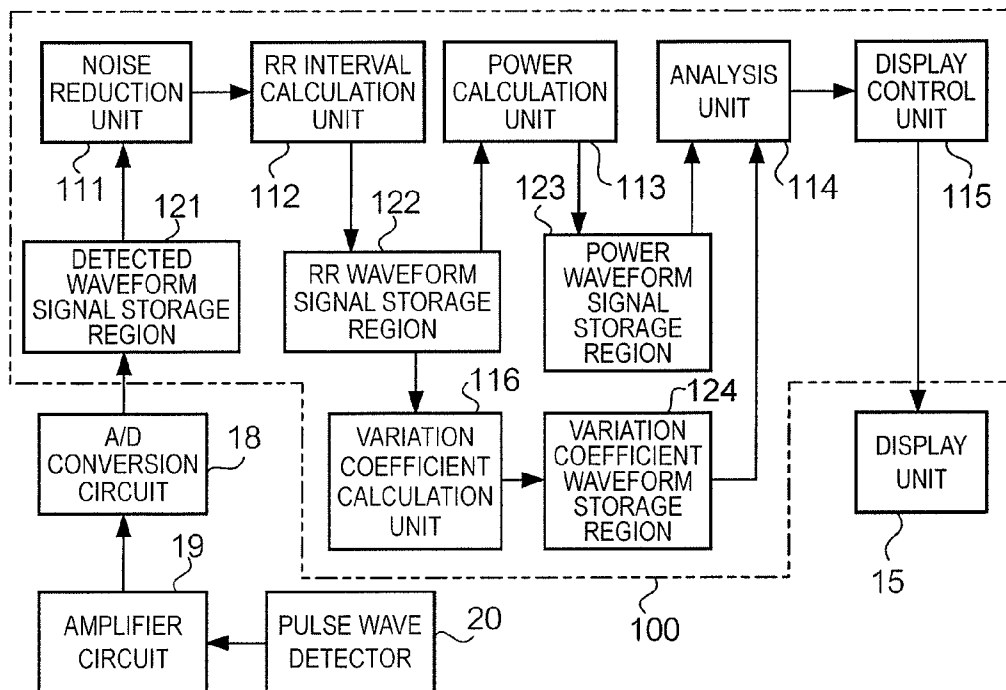 NOISE
REDUCTION
UNIT
111
RR INTERVAL
CALCULATION
UNIT
112
POWER
CALCULATION
UNIT
113
ANALYSIS
UNIT
114
DISPLAY
CONTROL
UNIT
115
121
DETECTED
WAVEFORM
SIGNAL STORAGE
REGION
122
RR WAVEFORM
SIGNAL STORAGE
REGION
123
POWER
WAVEFORM
SIGNAL
STORAGE
REGION
A/D
CONVERSION
CIRCUIT
18
116
VARIATION
COEFFICIENT
CALCULATION
UNIT
124
VARIATION
COEFFICIENT
WAVEFORM
STORAGE
REGION
DISPLAY
UNIT
15
19
AMPLIFIER
CIRCUIT
PULSE WAVE
DETECTOR
20
100